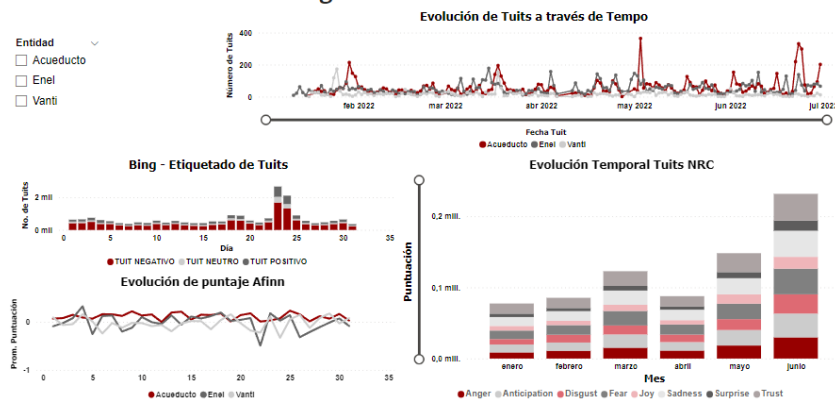 Evolución de Tuits a través de Tempo
Entidad
Acueducto
Enel
Vanti
Número de Tuits
400
200
0
feb 2022
mar 2022
abr 2022
may 2022
jun 2022
jul 2022
Fecha Tuit
Acueducto Enel Vanti
Bing - Etiquetado de Tuits
No. de Tuits
2 mil
0 mil
0 5 10 15 20 25 30 35
Día
TUIT NEGATIVO TUIT NEUTRO TUIT POSITIVO
Evolución de puntaje Afinn
Prom. Puntuación
0
-1
0 5 10 15 20 25 30 35
Acueducto Enel Vanti
Evolución Temporal Tuits NRC
Puntuación
0,2 mill.
0,1 mill.
0,0 mill.
enero febrero marzo abril mayo junio
Mes
Anger Anticipation Disgust Fear Joy Sadness Surprise Trust